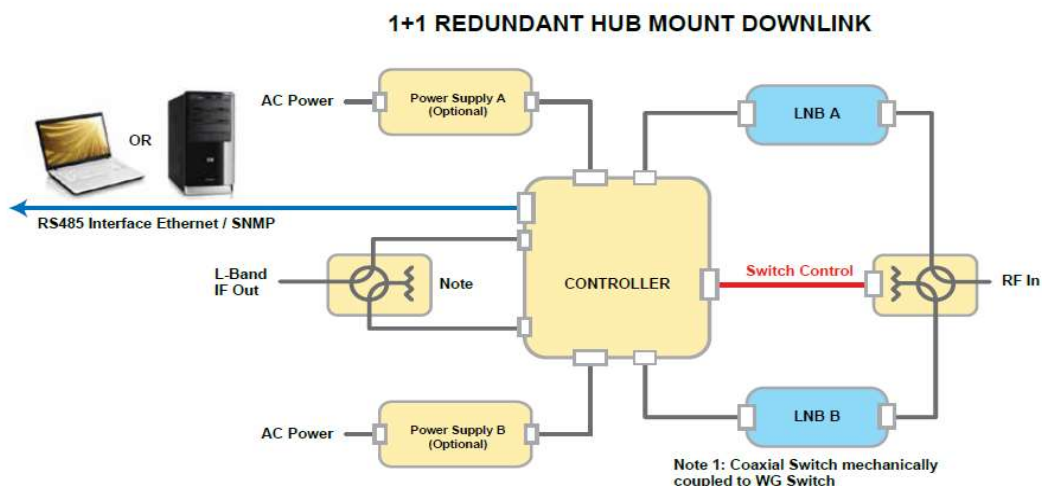 1+1 REDUNDANT HUB MOUNT DOWNLINK
AC Power
Power Supply A
(Optional)
LNB A
OR
RS485 Interface Ethernet / SNMP
L-Band
IF Out
Note
CONTROLLER
Switch Control
RF In
AC Power
Power Supply B
(Optional)
LNB B
Note 1: Coaxial Switch mechanically
coupled to WG Switch